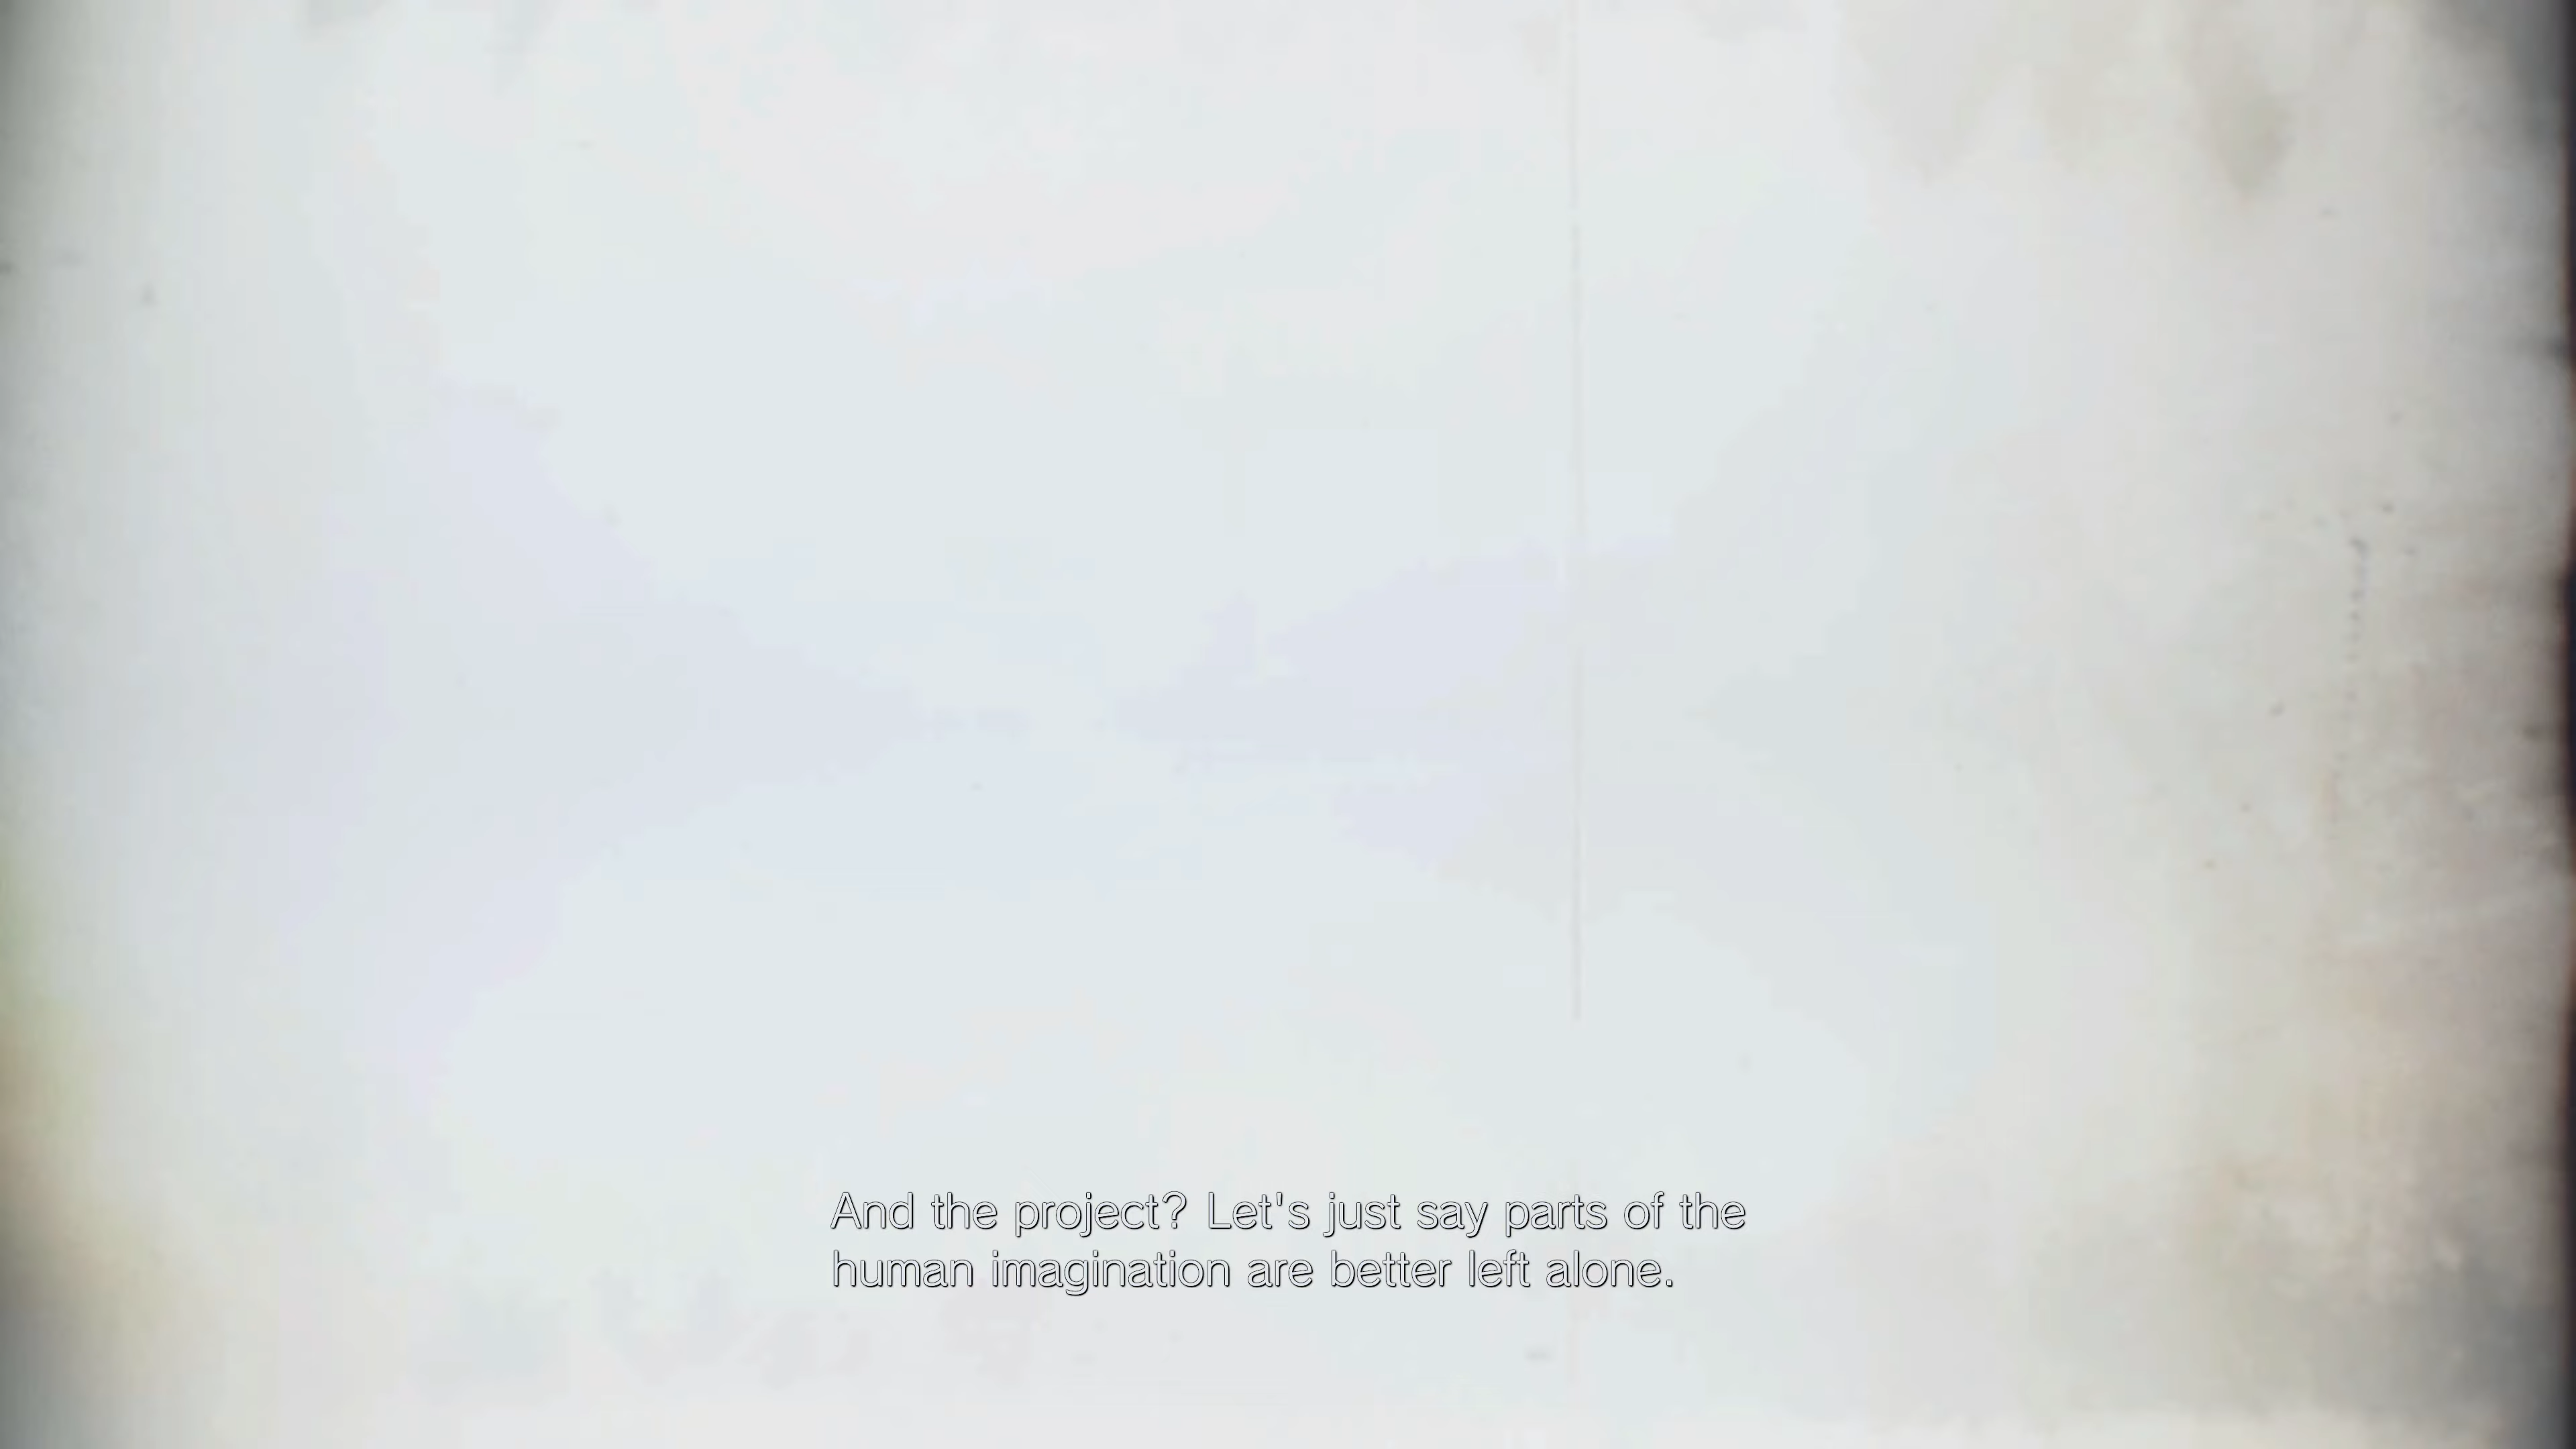 And the project? Let's just say parts of the
human imagination are better left alone.